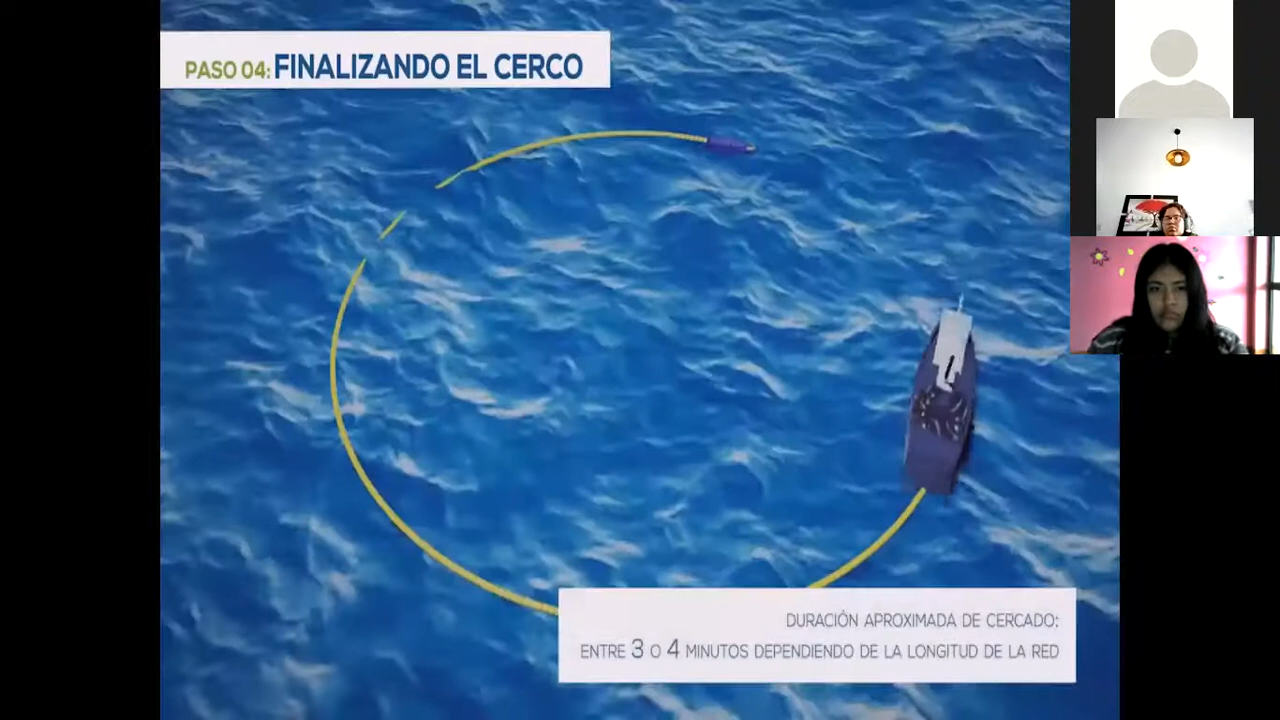 PASO 04: FINALIZANDO EL CERCO
DURACIÓN APROXIMADA DE CERCADO:
ENTRE 3 O 4 MINUTOS DEPENDIENDO DE LA LONGITUD DE LA RED